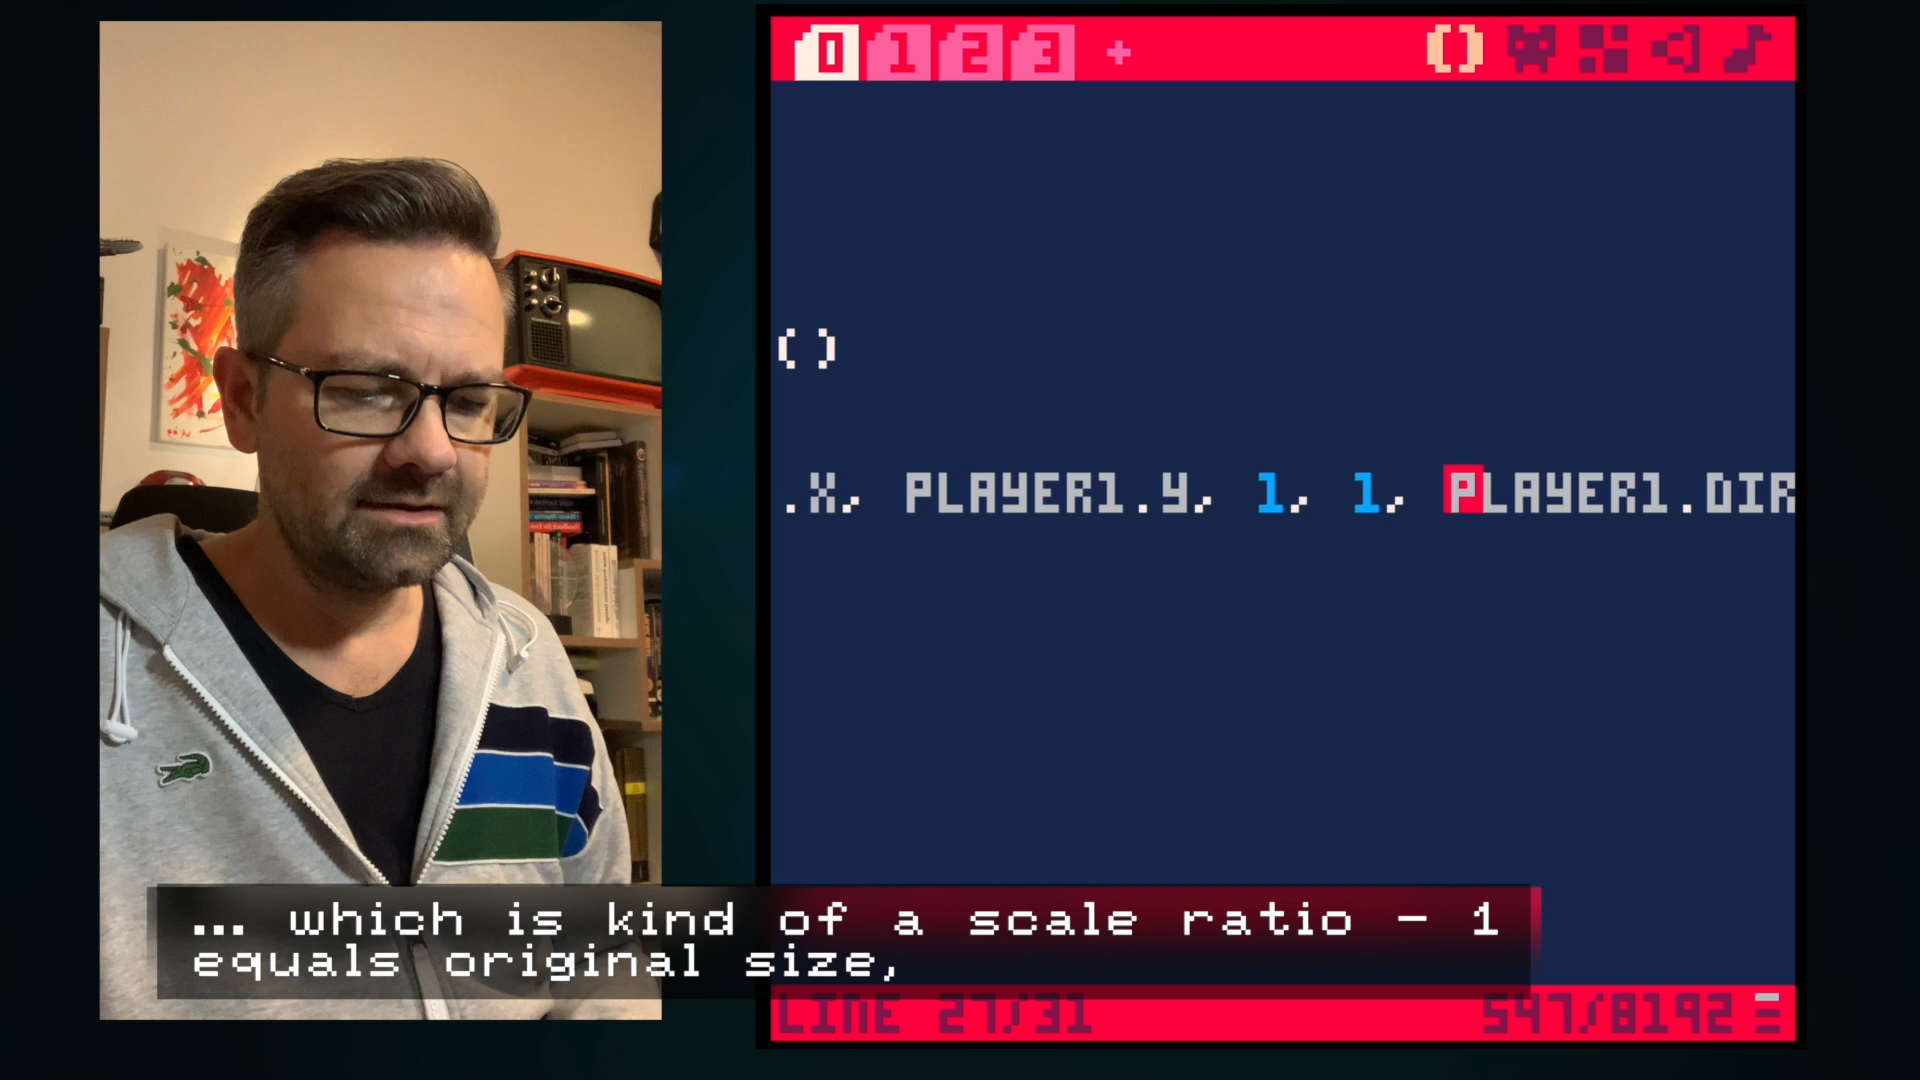 0 1 2 3 +
()
()
.X, PLAYER1.Y, 1, 1, PLAYER1.DIR
... which is kind of a scale ratio - 1
equals original size,
LINE 27/31
547/8192